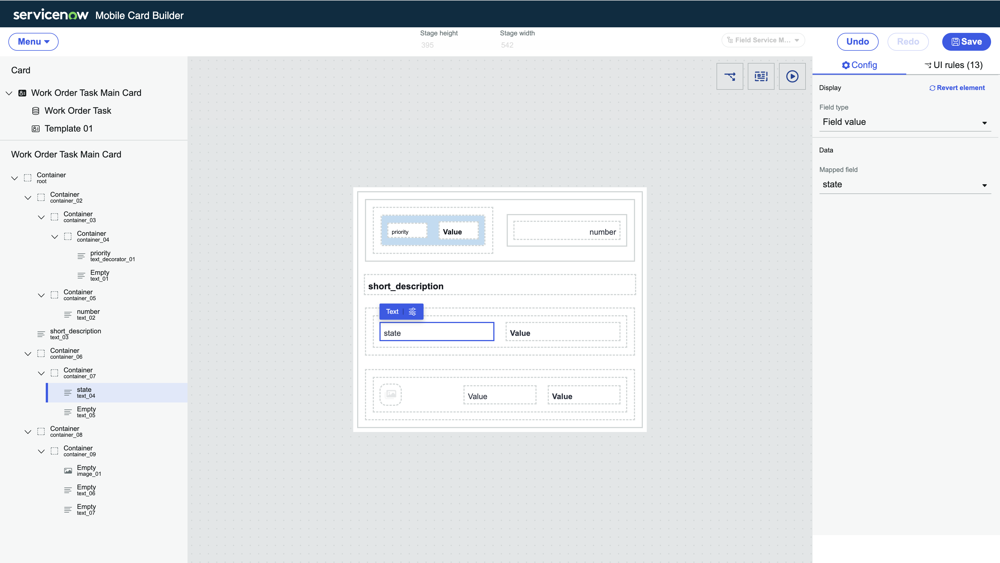 servicenow Mobile Card Builder
Menu
Stage height
395
Stage width
542
Field Service M...
Undo
Redo
Save
Card
Work Order Task Main Card
Work Order Task
Template 01
Work Order Task Main Card
Container
root
Container
container_02
Container
container_03
Container
container_04
priority
text_decorator_01
Empty
text_01
Container
container_05
number
text_02
short_description
text_03
Container
container_06
Container
container_07
state
text_04
Empty
text_05
Container
container_08
Container
container_09
Empty
image_01
Empty
text_06
Empty
text_07
priority
Value
number
short_description
Text
state
Value
Value
Value
Config
UI rules (13)
Display
Revert element
Field type
Field value
Data
Mapped field
state